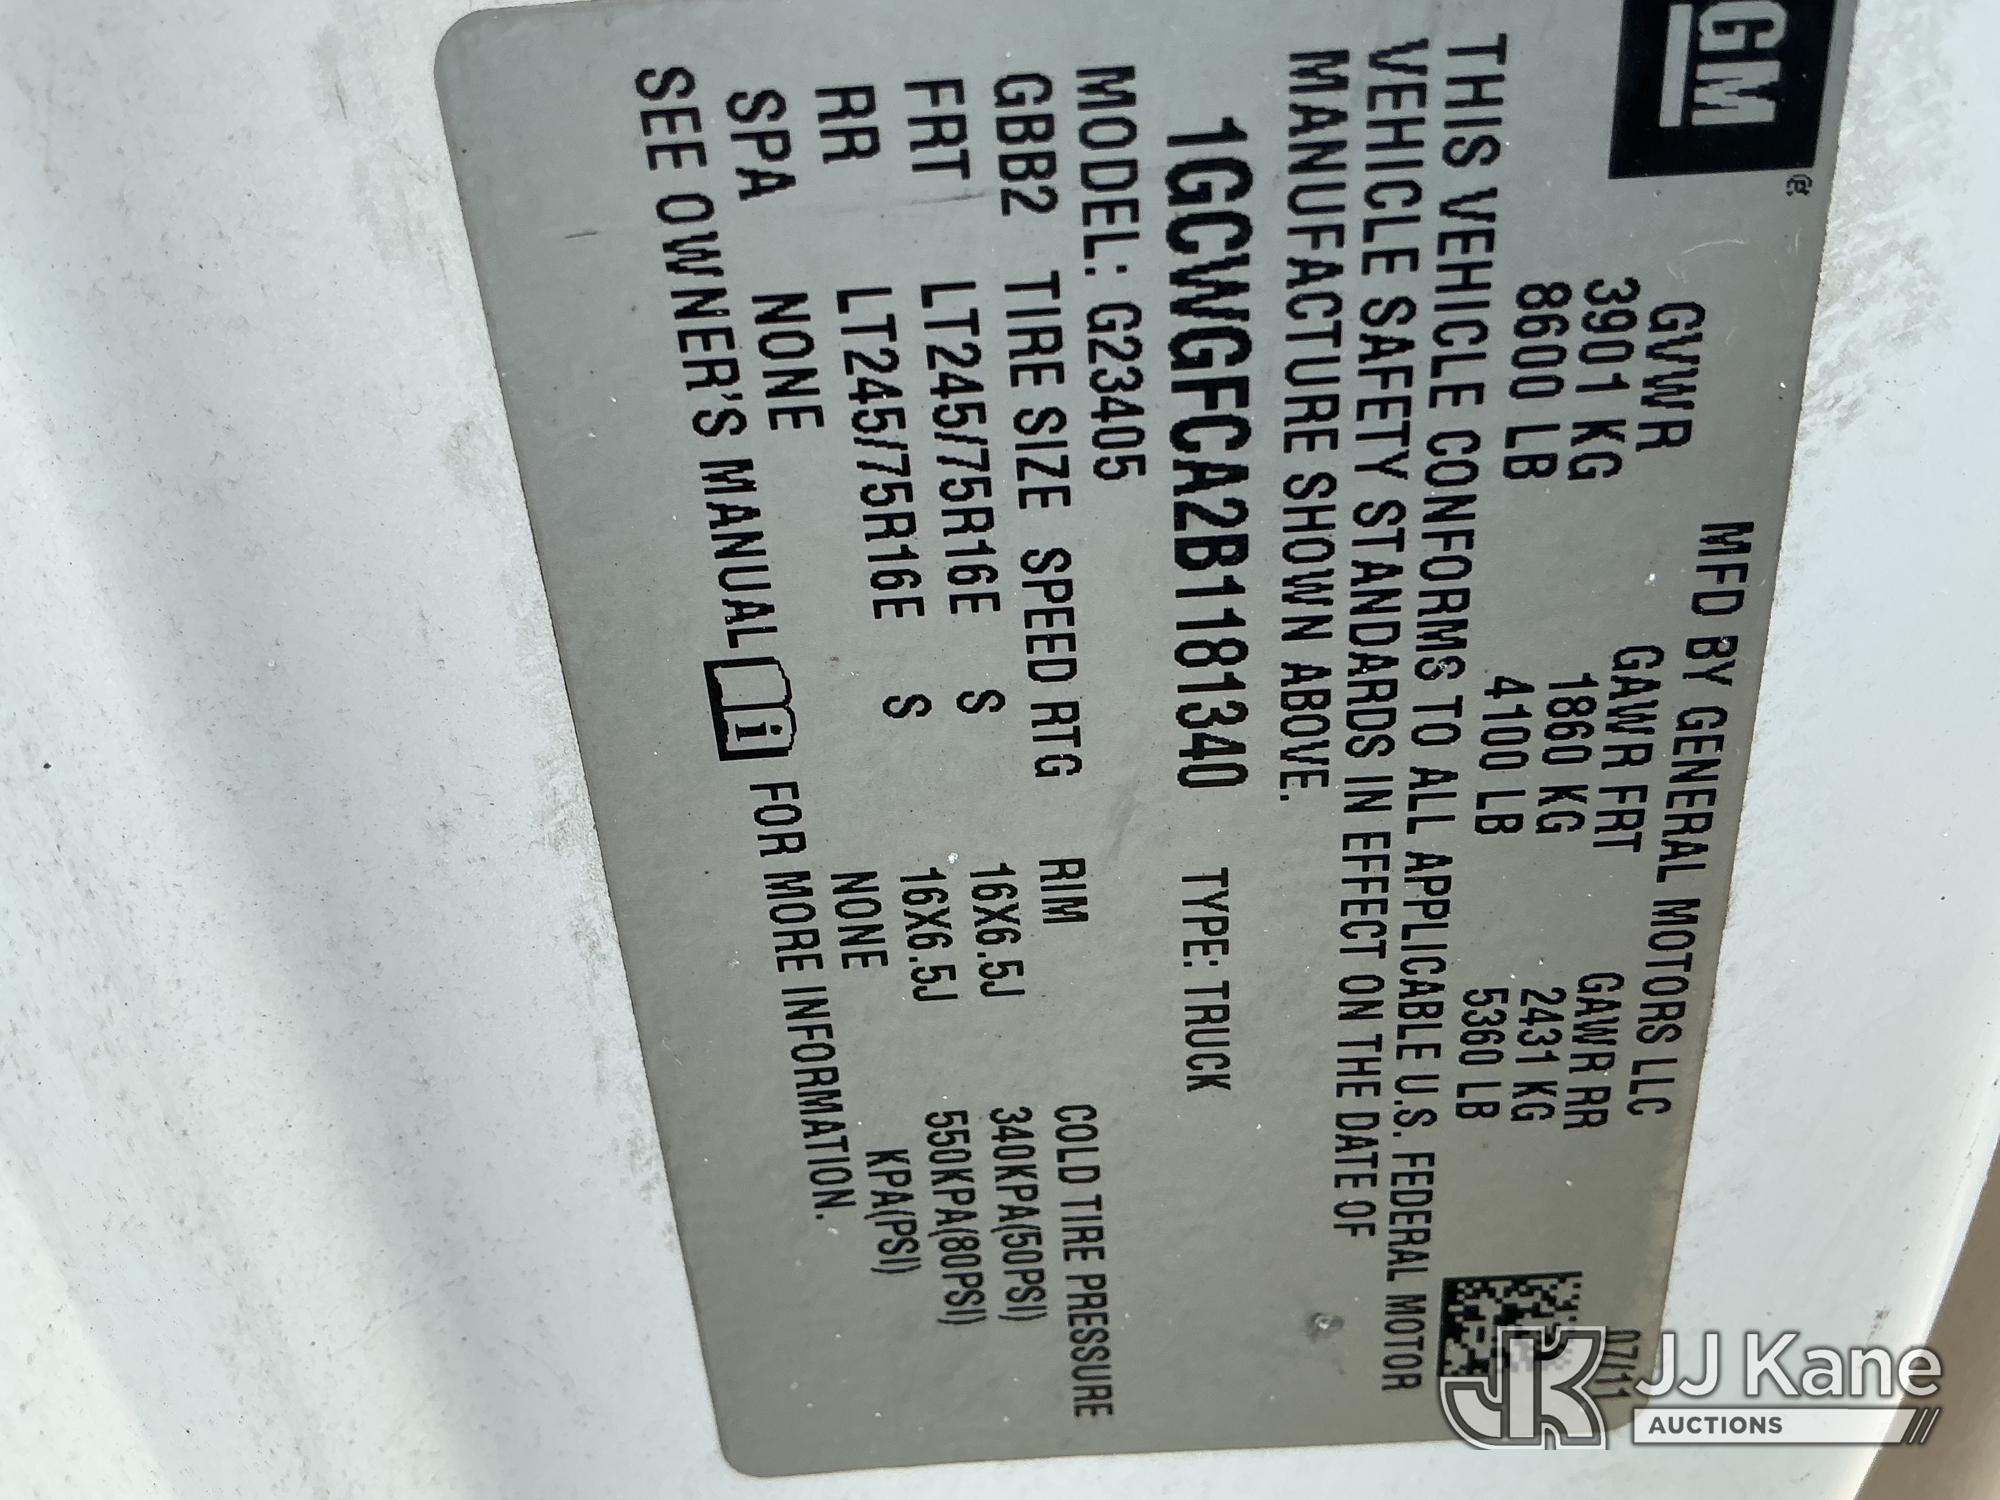 GM
MFD BY GENERAL MOTORS LLC
07/11
GVWR GAWR FRT GAWR RR
3901 KG 1860 KG 2431 KG
8600 LB 4100 LB 5360 LB
THIS VEHICLE CONFORMS TO ALL APPLICABLE U.S. FEDERAL MOTOR
VEHICLE SAFETY STANDARDS IN EFFECT ON THE DATE OF
MANUFACTURE SHOWN ABOVE.
1GCWGFCA2B1181340 TYPE: TRUCK
MODEL: G23405
GBB2 TIRE SIZE SPEED RTG RIM COLD TIRE PRESSURE
FRT LT245/75R16E S 16X6.5J 340KPA(50PSI)
RR LT245/75R16E S 16X6.5J 550KPA(80PSI)
SPA NONE NONE KPA(PSI)
SEE OWNER'S MANUAL i FOR MORE INFORMATION.
JK JJ Kane
AUCTIONS